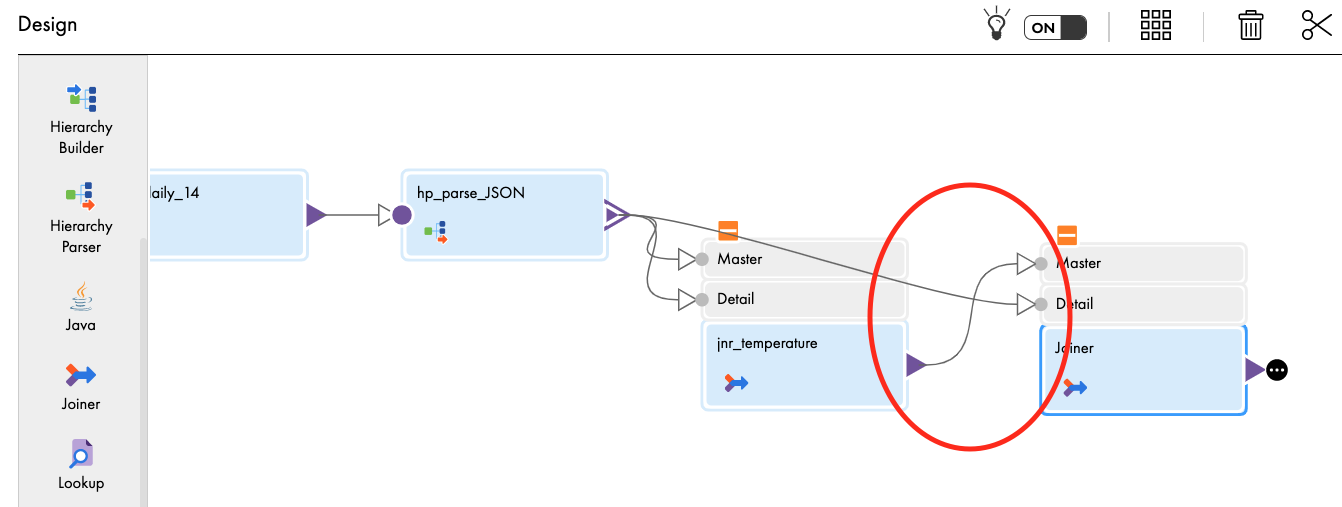 Design
ON
Hierarchy
Builder
Hierarchy
Parser
Java
Joiner
Lookup
daily_14
hp_parse_JSON
Master
Detail
jnr_temperature
Master
Detail
Joiner